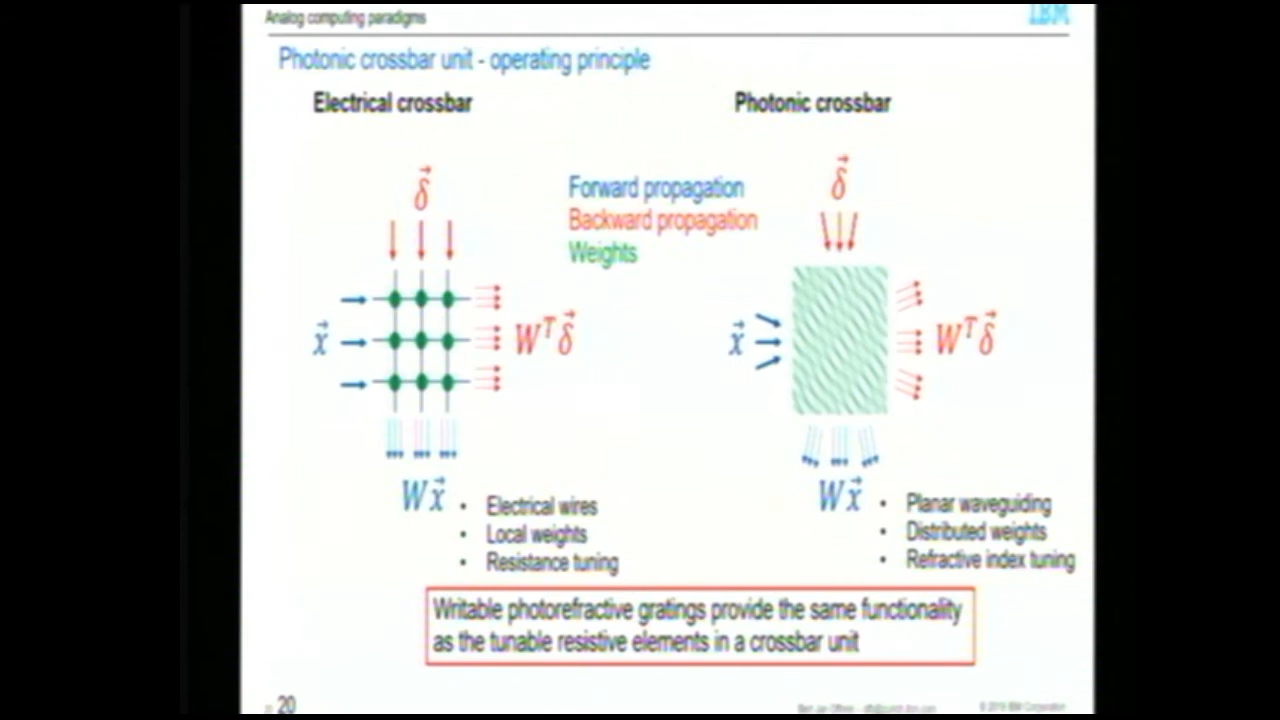 Analog computing paradigms
IBM
Photonic crossbar unit - operating principle
Electrical crossbar
Photonic crossbar
δ⃗
Forward propagation
Backward propagation
Weights
δ⃗
x⃗
Wᵀδ⃗
x⃗
Wᵀδ⃗
Wx⃗
• Electrical wires
• Local weights
• Resistance tuning
Wx⃗
• Planar waveguiding
• Distributed weights
• Refractive index tuning
Writable photorefractive gratings provide the same functionality
as the tunable resistive elements in a crossbar unit
20
IBM Corporation